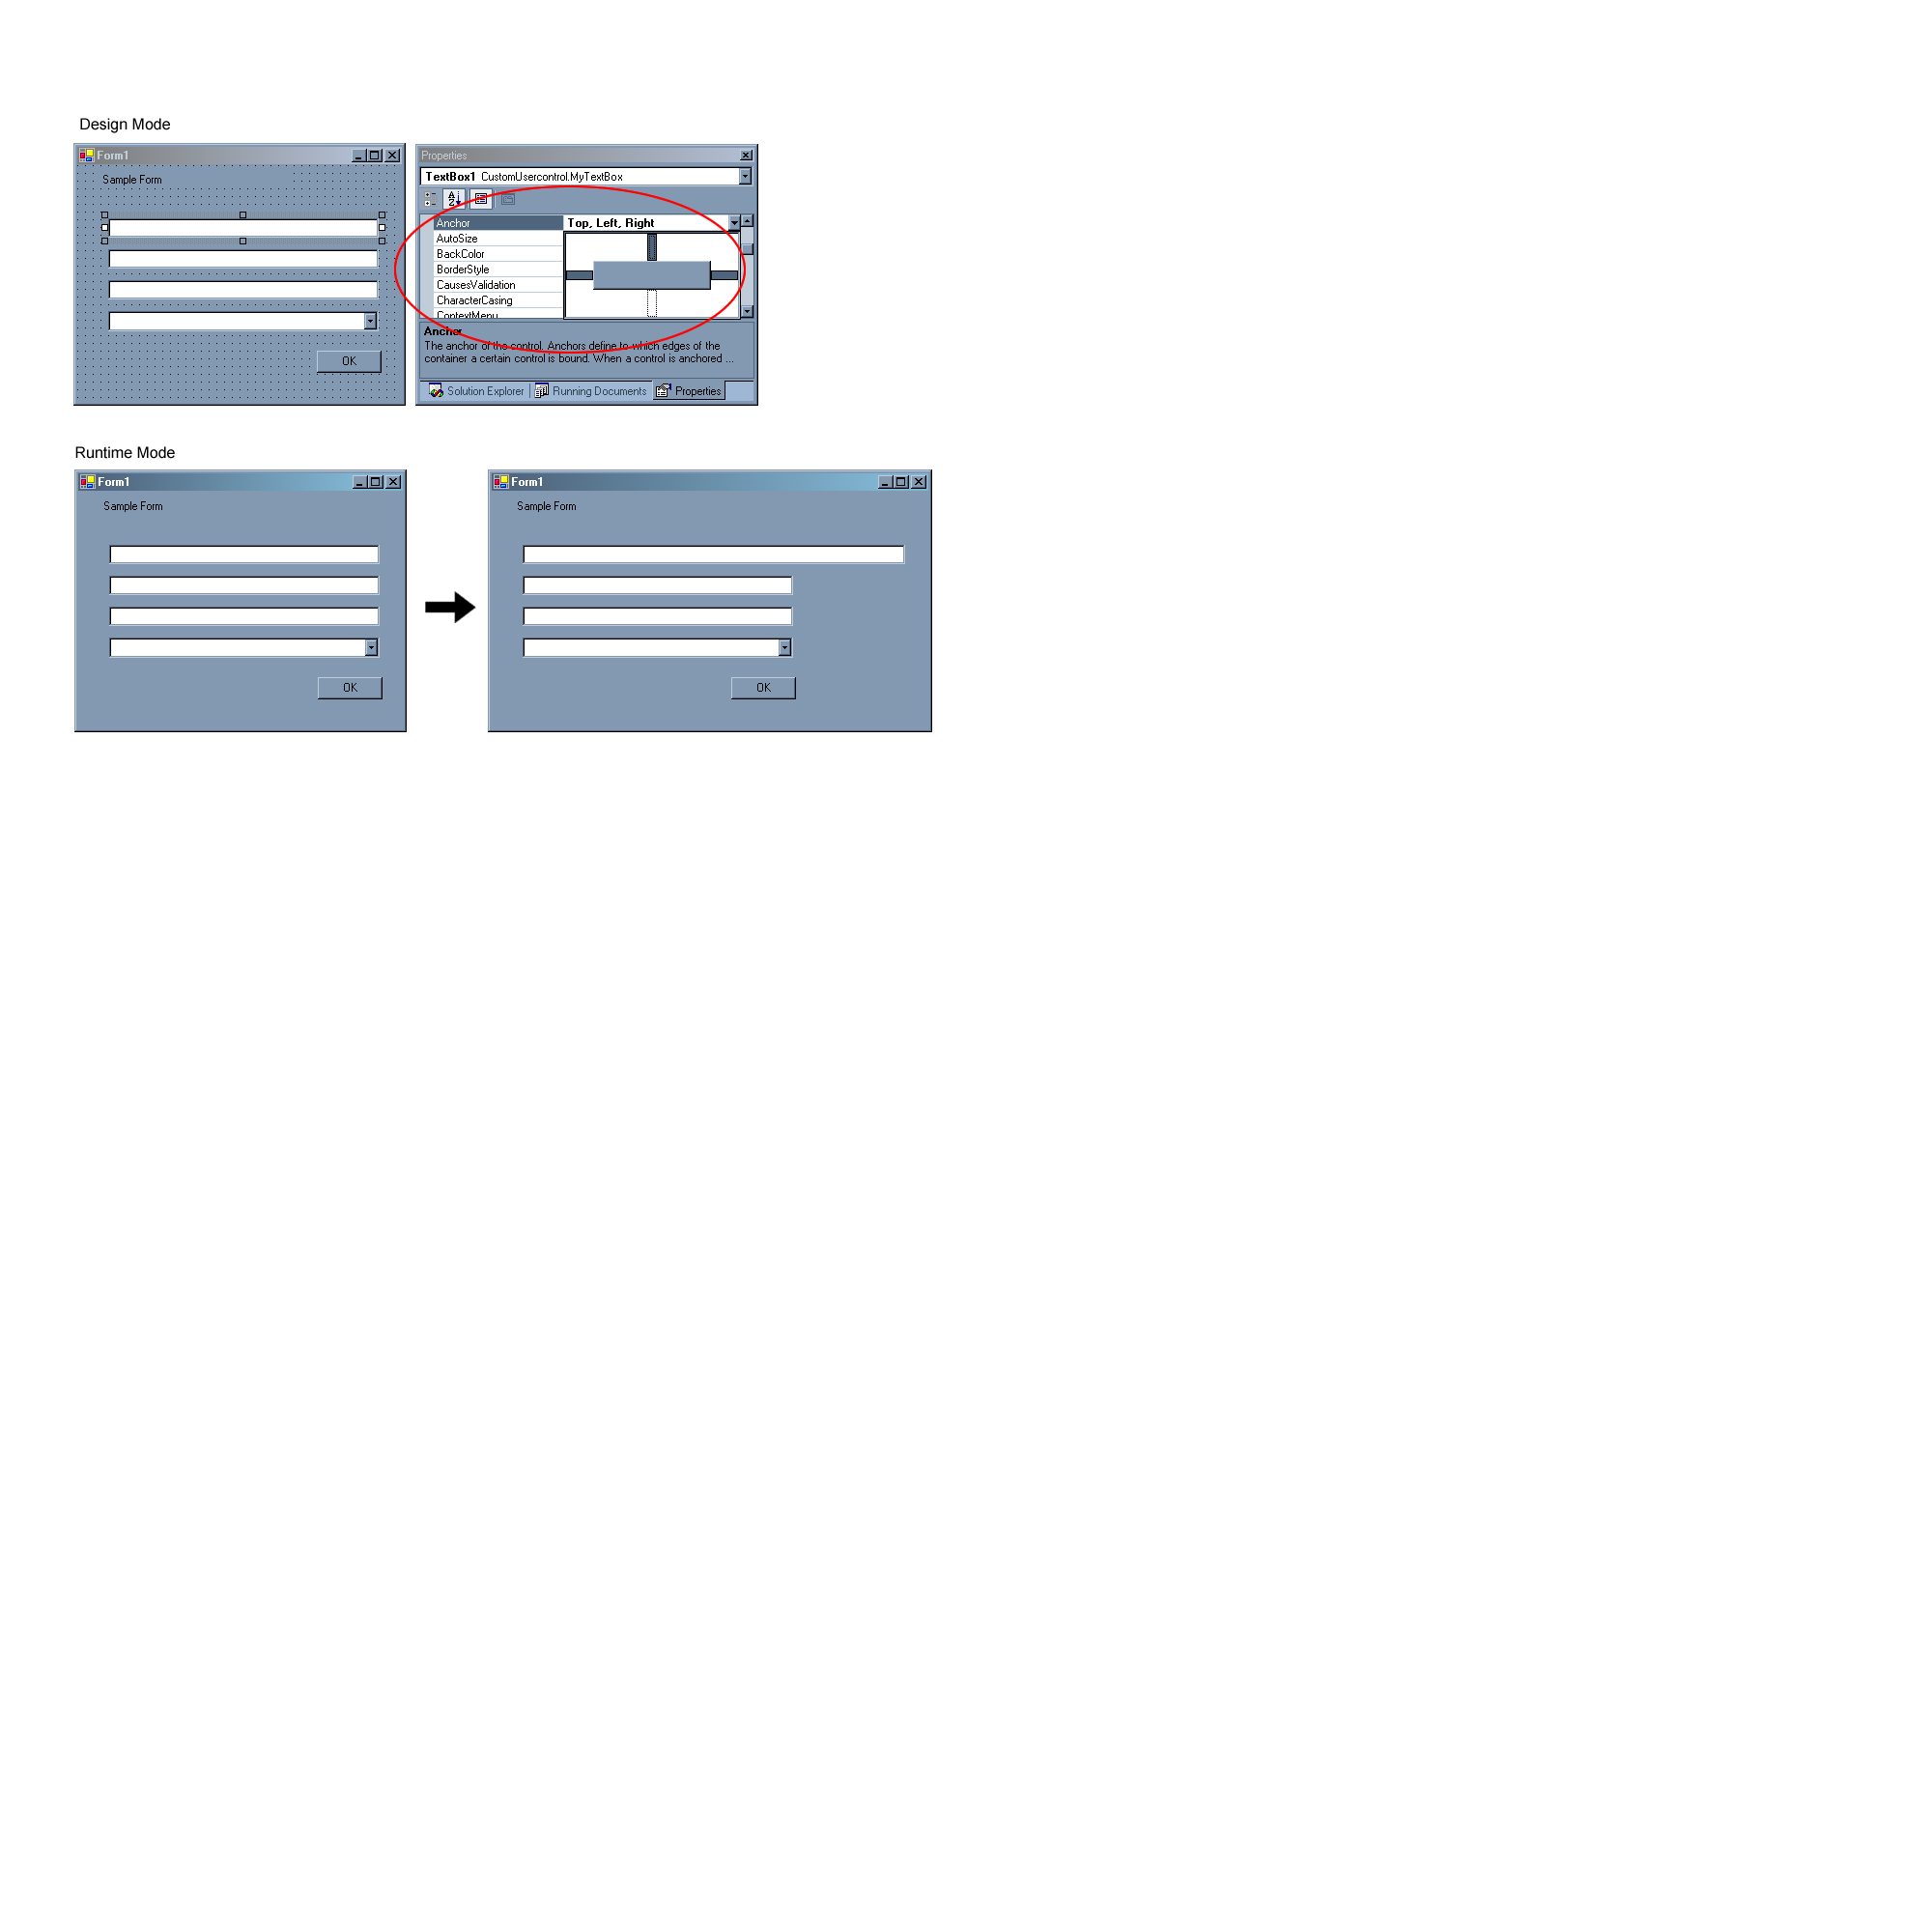 Design Mode
Form1
Sample Form
OK
Properties
TextBox1 CustomUsercontrol.MyTextBox
Anchor Top, Left, Right
AutoSize
BackColor
BorderStyle
CausesValidation
CharacterCasing
ContextMenu
Anchor
The anchor of the control. Anchors define to which edges of the
container a certain control is bound. When a control is anchored ...
Solution Explorer Running Documents Properties
Runtime Mode
Form1
Sample Form
OK
Form1
Sample Form
OK